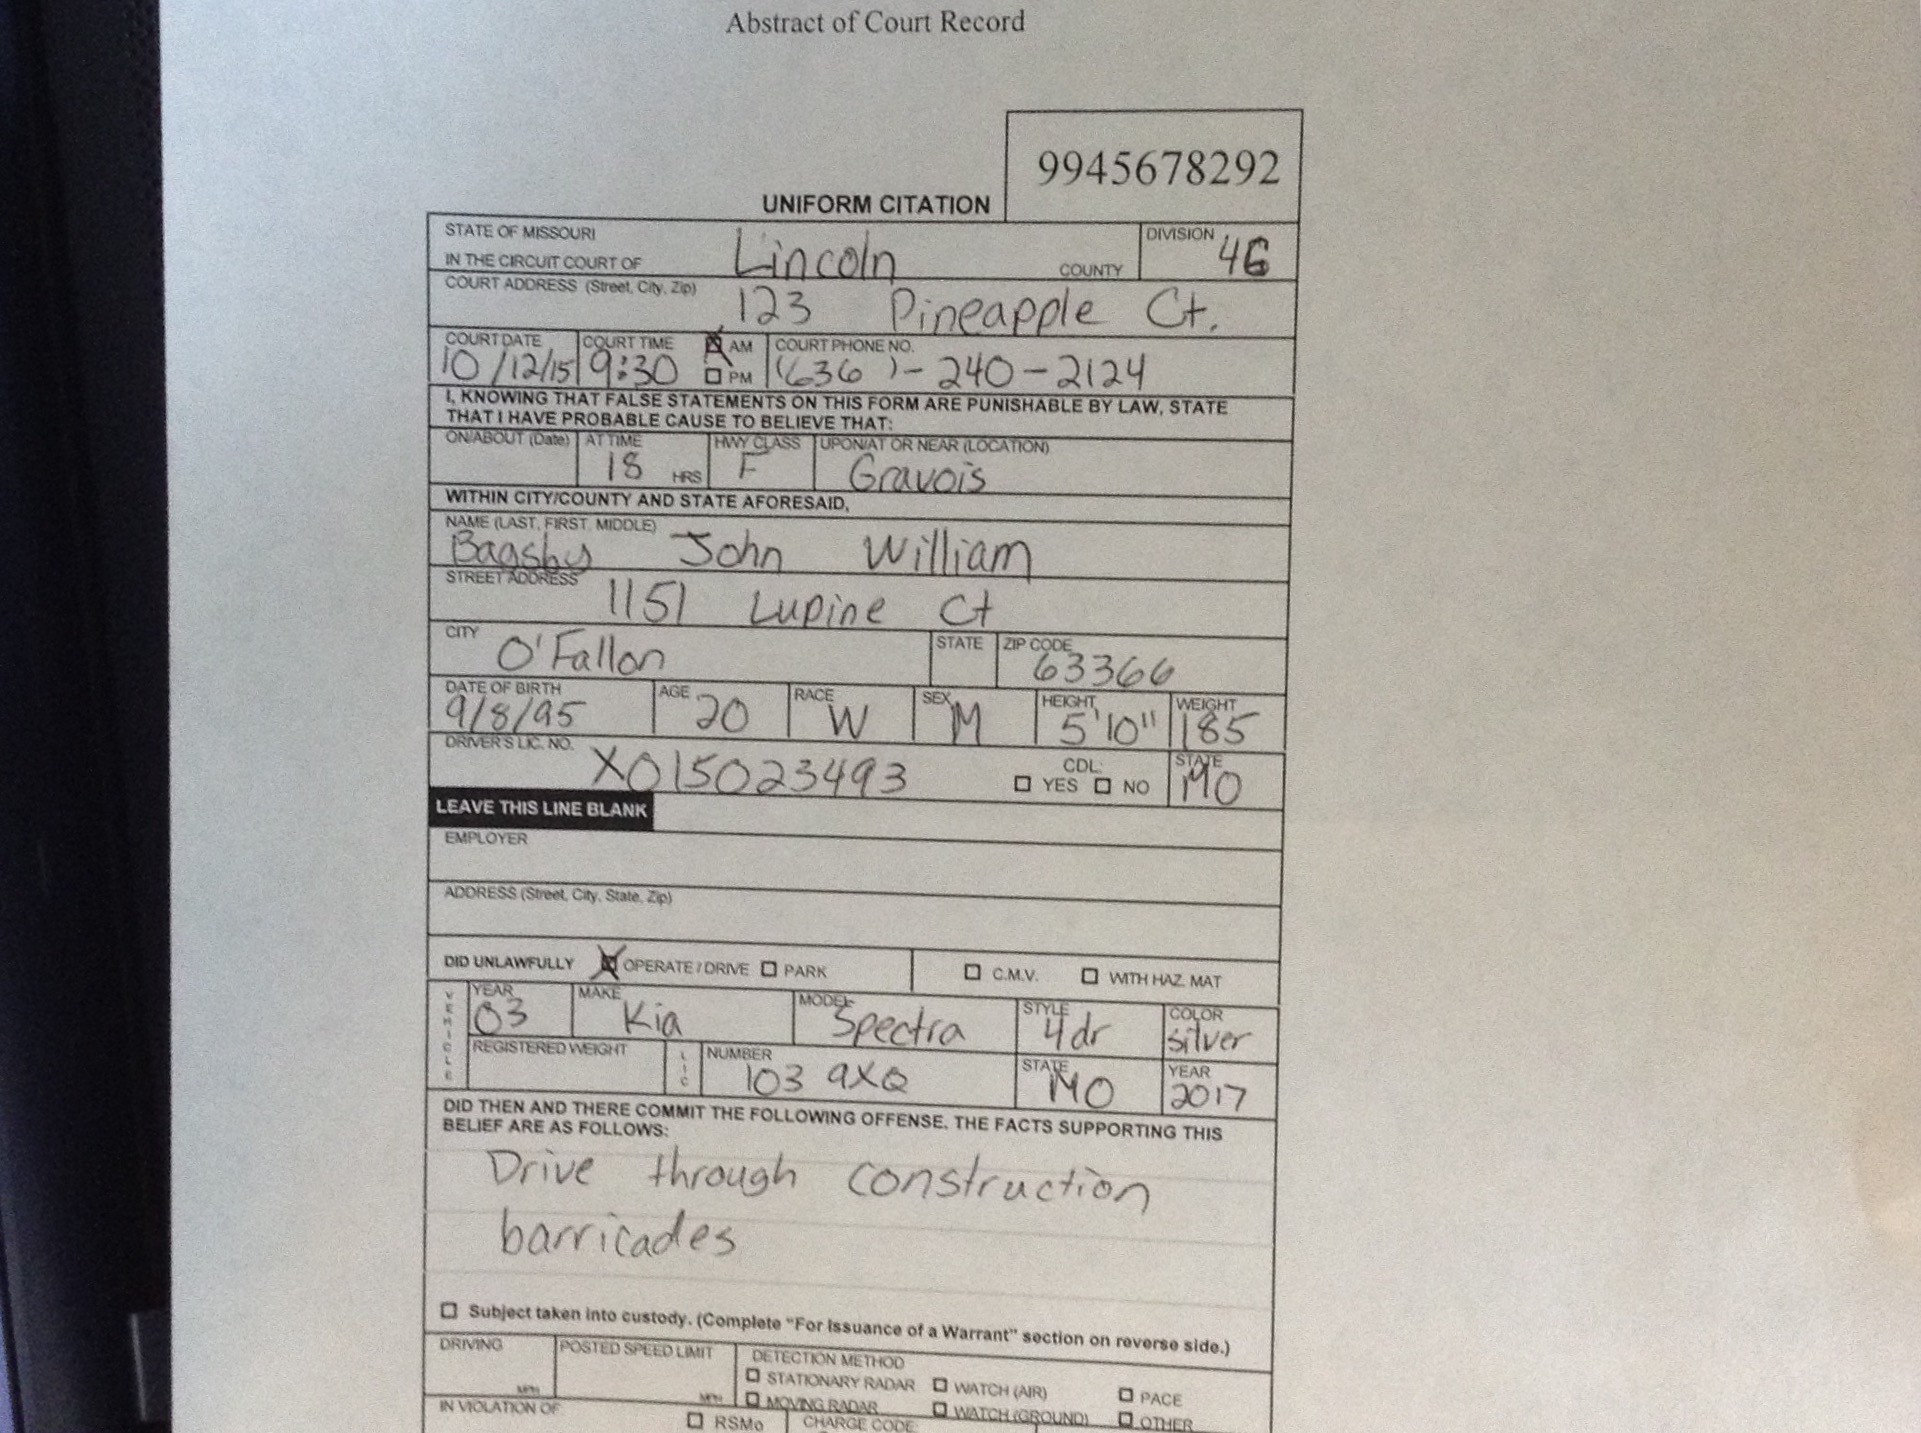 Abstract of Court Record
9945678292
UNIFORM CITATION
STATE OF MISSOURI
IN THE CIRCUIT COURT OF Lincoln COUNTY
DIVISION 46
COURT ADDRESS (Street, City, Zip) 123 Pineapple Ct.
COURT DATE COURT TIME AM COURT PHONE NO.
10/12/15 9:30 PM (636)-240-2124
I, KNOWING THAT FALSE STATEMENTS ON THIS FORM ARE PUNISHABLE BY LAW, STATE
THAT I HAVE PROBABLE CAUSE TO BELIEVE THAT:
ON/ABOUT (Date) AT TIME HWY CLASS UPON/AT OR NEAR (LOCATION)
18 HRS F Gravois
WITHIN CITY/COUNTY AND STATE AFORESAID,
NAME (LAST, FIRST, MIDDLE)
Bagsby John William
STREET ADDRESS
1151 Lupine Ct
CITY STATE ZIP CODE
O'Fallon 63366
DATE OF BIRTH AGE RACE SEX HEIGHT WEIGHT
9/8/95 20 W M 5'10" 185
DRIVER'S LIC. NO. CDL: STATE
X015023493 YES NO MO
LEAVE THIS LINE BLANK
EMPLOYER
ADDRESS (Street, City, State, Zip)
DID UNLAWFULLY OPERATE / DRIVE PARK C.M.V. WITH HAZ. MAT
VEHICLE
YEAR MAKE MODEL STYLE COLOR
03 Kia Spectra 4dr silver
REGISTERED WEIGHT LIC NUMBER STATE YEAR
103 9XQ MO 2017
DID THEN AND THERE COMMIT THE FOLLOWING OFFENSE. THE FACTS SUPPORTING THIS
BELIEF ARE AS FOLLOWS:
Drive through construction
barricades
Subject taken into custody. (Complete "For Issuance of a Warrant" section on reverse side.)
DRIVING POSTED SPEED LIMIT DETECTION METHOD
STATIONARY RADAR WATCH (AIR) PACE
MPH MPH MOVING RADAR WATCH (GROUND) OTHER
IN VIOLATION OF RSMo CHARGE CODE: